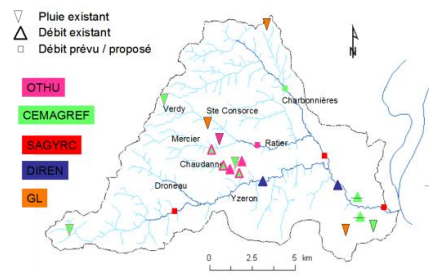 Pluie existant
Débit existant
Débit prévu / proposé
N
OTHU
CEMAGREF
SAGYRC
DIREN
GL
Charbonnières
Verdy
Ste Consorce
Mercier
Ratier
Chaudanne
Droneau
Yzeron
0 2.5 5 km